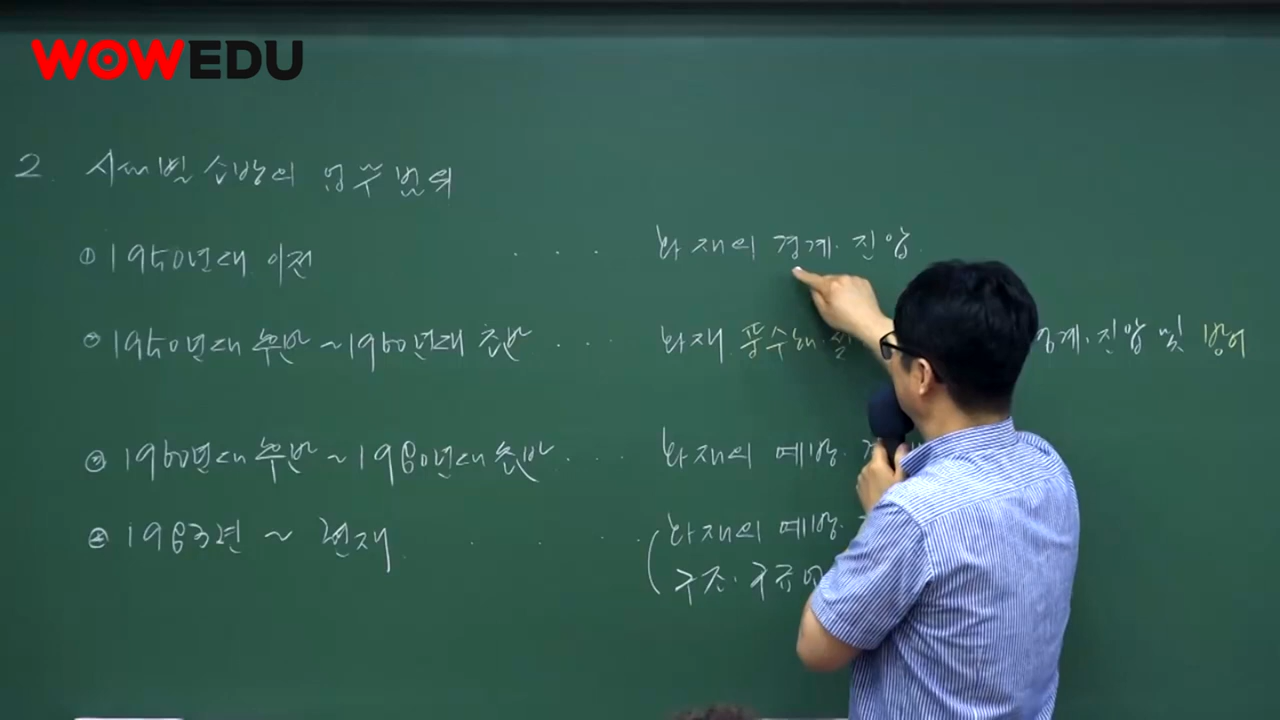 WOWEDU
2. 시대별 소방의 업무 범위
① 1950년대 이전 . . . 화재의 경계·진압
② 1950년대 후반 ~ 1960년대 초반 . . . 화재 풍수해·설 경계·진압 및 방어
③ 1960년대 후반 ~ 1980년대 초반 . . . 화재의 예방
④ 1983년 ~ 현재 . . . . . 화재의 예방
구조·구급